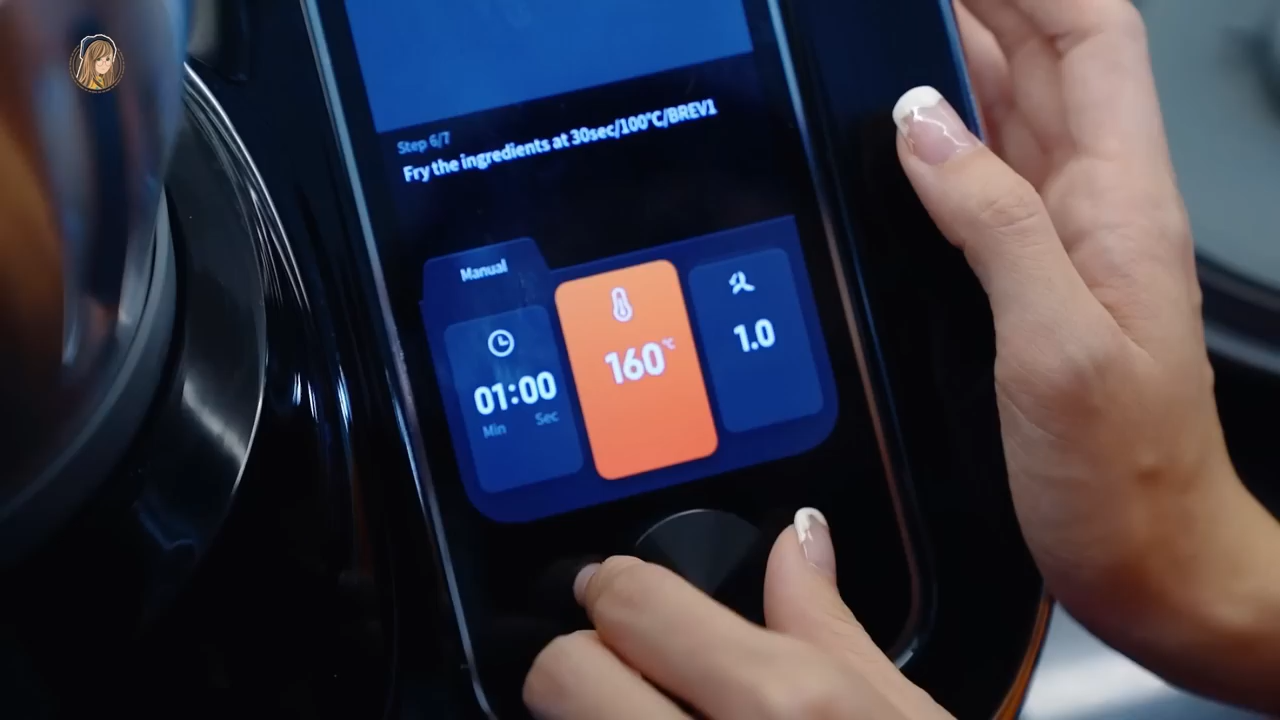 Step 6/7
Fry the ingredients at 30sec/100°C/BREV1
Manual
01:00
Min Sec
160°C
1.0